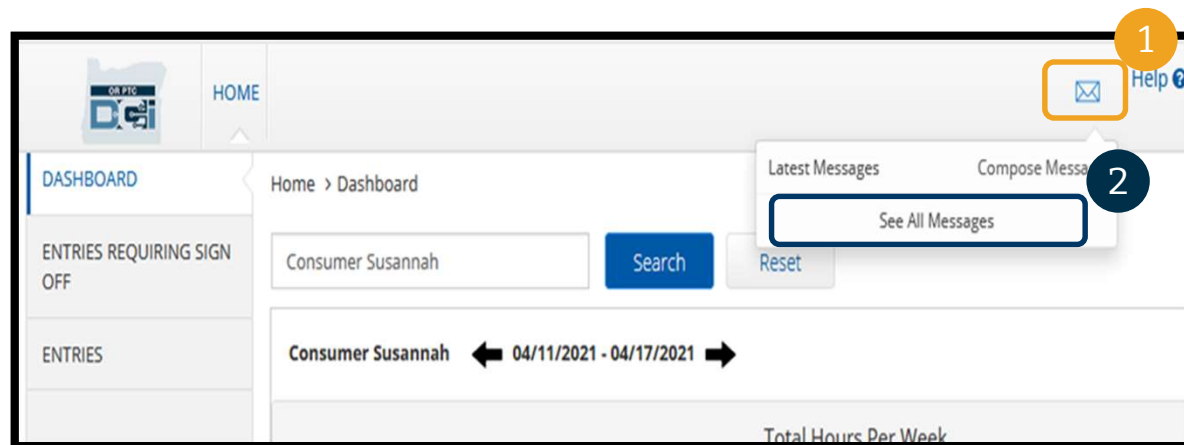 1
OR PTC
DCi
HOME
Help ?
DASHBOARD
Home > Dashboard
Latest Messages
Compose Messa
2
See All Messages
ENTRIES REQUIRING SIGN
OFF
Consumer Susannah
Search
Reset
ENTRIES
Consumer Susannah 04/11/2021 - 04/17/2021
Total Hours Per Week